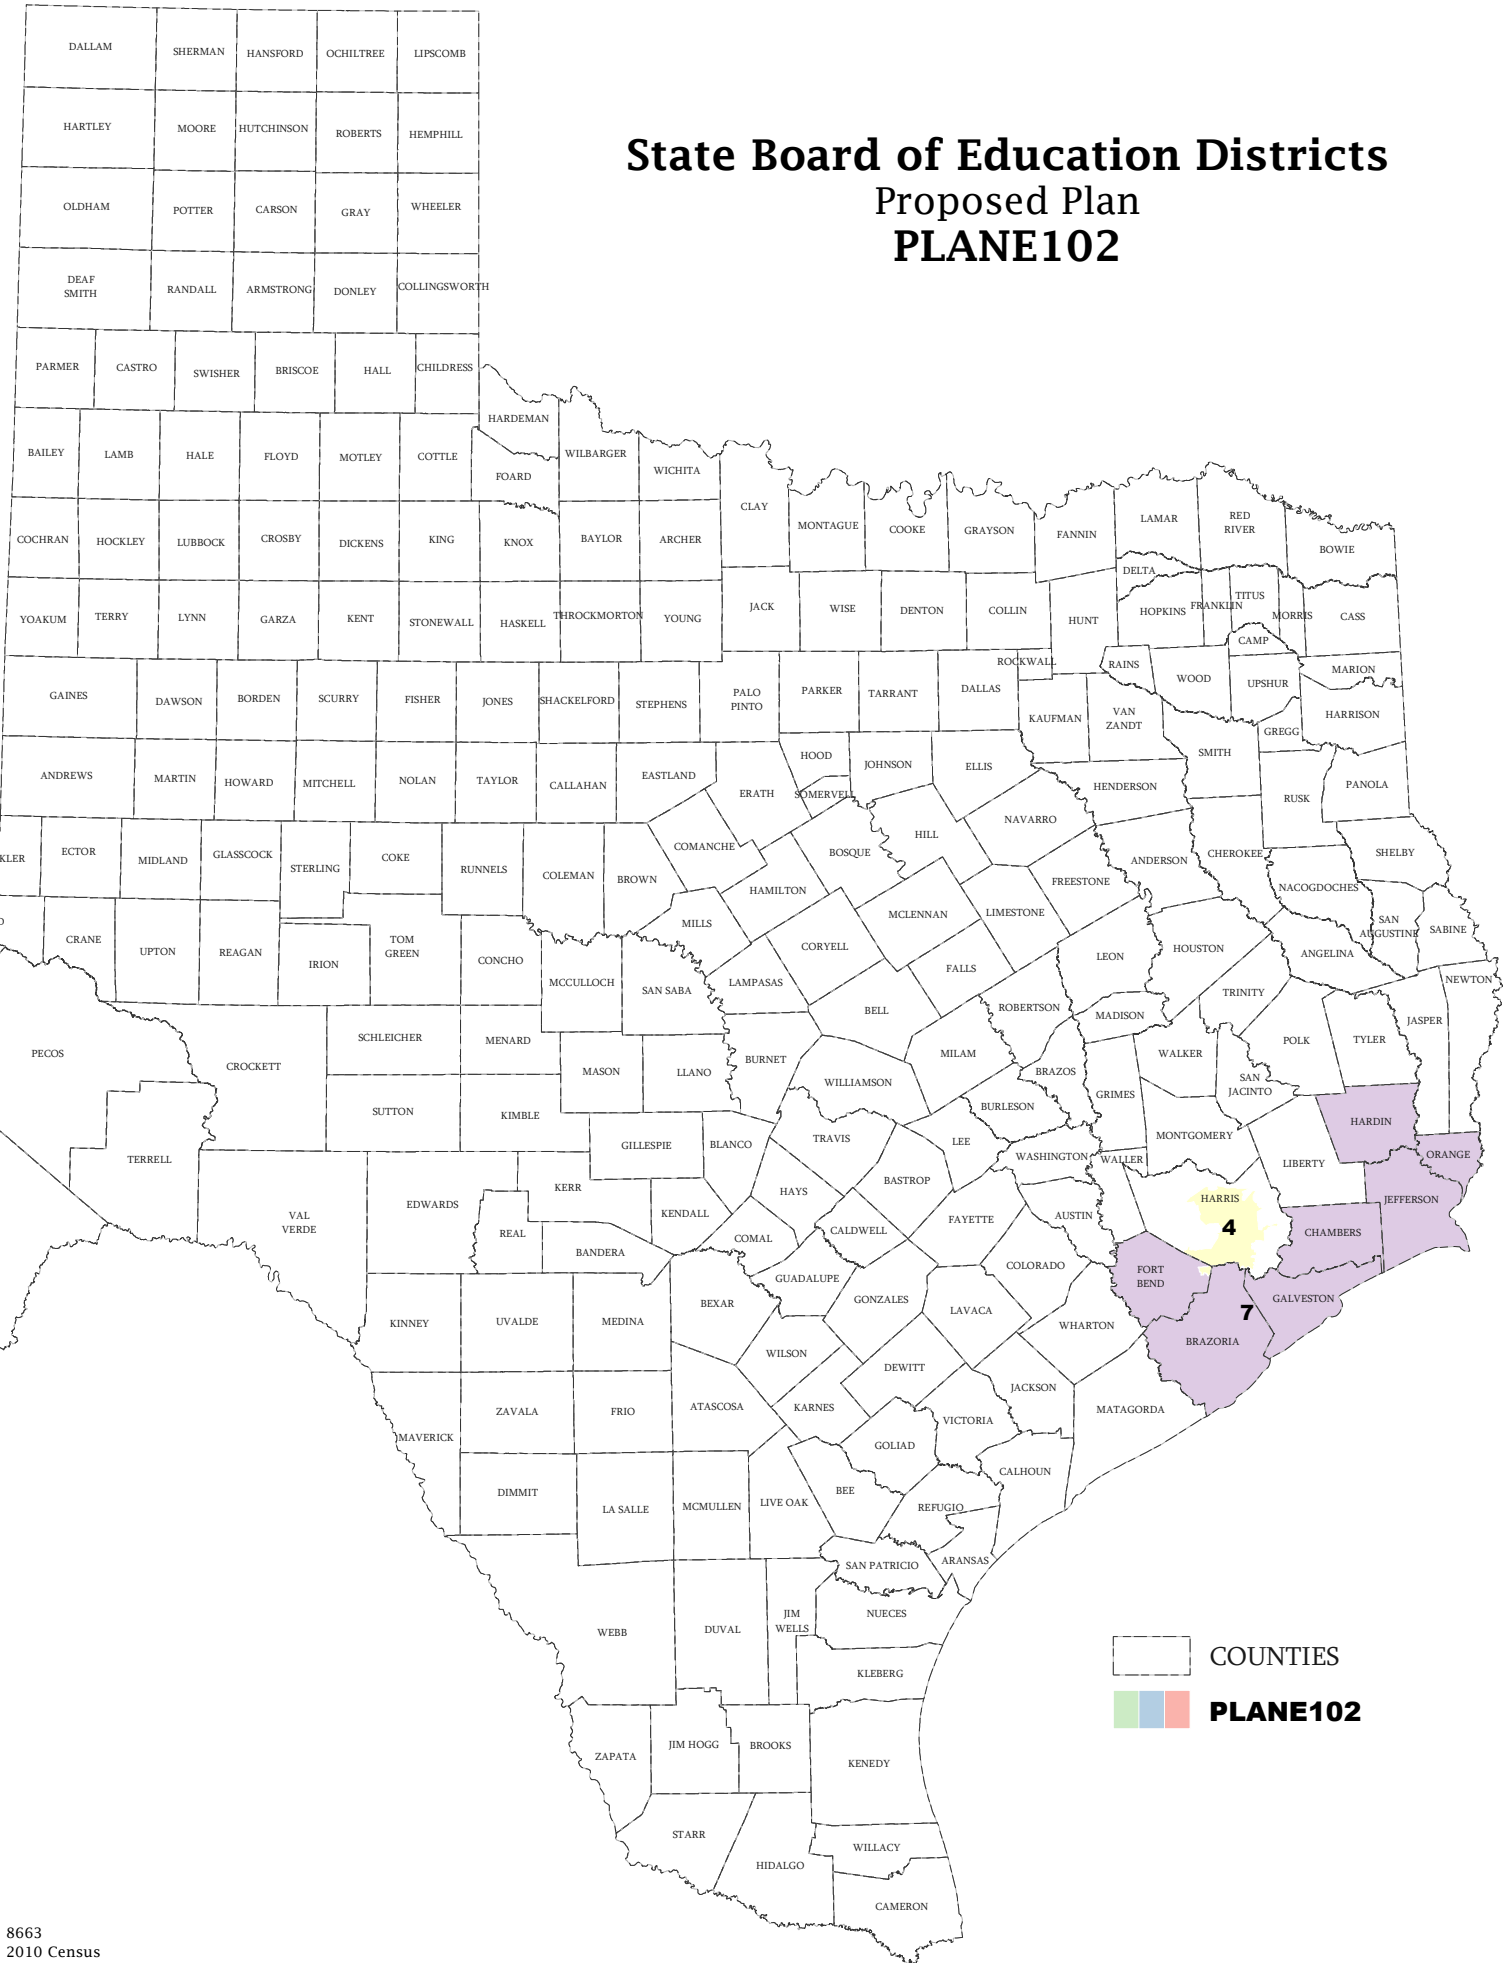 State Board of Education Districts
Proposed Plan
PLANE102
DALLAM
SHERMAN
HANSFORD
OCHILTREE
LIPSCOMB
HARTLEY
MOORE
HUTCHINSON
ROBERTS
HEMPHILL
OLDHAM
POTTER
CARSON
GRAY
WHEELER
DEAF
SMITH
RANDALL
ARMSTRONG
DONLEY
COLLINGSWORTH
PARMER
CASTRO
SWISHER
BRISCOE
HALL
CHILDRESS
HARDEMAN
BAILEY
LAMB
HALE
FLOYD
MOTLEY
COTTLE
FOARD
WILBARGER
WICHITA
CLAY
MONTAGUE
COOKE
GRAYSON
FANNIN
LAMAR
RED
RIVER
BOWIE
COCHRAN
HOCKLEY
LUBBOCK
CROSBY
DICKENS
KING
KNOX
BAYLOR
ARCHER
DELTA
YOAKUM
TERRY
LYNN
GARZA
KENT
STONEWALL
HASKELL
THROCKMORTON
YOUNG
JACK
WISE
DENTON
COLLIN
HUNT
HOPKINS
FRANKLIN
TITUS
MORRIS
CASS
CAMP
ROCKWALL
RAINS
WOOD
UPSHUR
MARION
GAINES
DAWSON
BORDEN
SCURRY
FISHER
JONES
SHACKELFORD
STEPHENS
PALO
PINTO
PARKER
TARRANT
DALLAS
KAUFMAN
VAN
ZANDT
SMITH
GREGG
HARRISON
ANDREWS
MARTIN
HOWARD
MITCHELL
NOLAN
TAYLOR
CALLAHAN
EASTLAND
ERATH
HOOD
SOMERVELL
JOHNSON
ELLIS
HENDERSON
RUSK
PANOLA
KLER
ECTOR
MIDLAND
GLASSCOCK
STERLING
COKE
RUNNELS
COLEMAN
BROWN
COMANCHE
HAMILTON
BOSQUE
HILL
NAVARRO
FREESTONE
ANDERSON
CHEROKEE
NACOGDOCHES
SHELBY
CRANE
UPTON
REAGAN
IRION
TOM
GREEN
CONCHO
MCCULLOCH
SAN SABA
MILLS
LAMPASAS
CORYELL
MCLENNAN
LIMESTONE
FALLS
LEON
HOUSTON
ANGELINA
SAN
AUGUSTINE
SABINE
NEWTON
PECOS
CROCKETT
SCHLEICHER
MENARD
MASON
LLANO
BURNET
BELL
WILLIAMSON
MILAM
ROBERTSON
BRAZOS
MADISON
TRINITY
WALKER
POLK
TYLER
JASPER
SAN
JACINTO
GRIMES
TERRELL
SUTTON
KIMBLE
GILLESPIE
BLANCO
TRAVIS
LEE
BURLESON
WASHINGTON
WALLER
MONTGOMERY
LIBERTY
HARDIN
ORANGE
VAL
VERDE
EDWARDS
REAL
KERR
BANDERA
KENDALL
COMAL
HAYS
CALDWELL
BASTROP
FAYETTE
AUSTIN
HARRIS
4
CHAMBERS
JEFFERSON
KINNEY
UVALDE
MEDINA
BEXAR
GUADALUPE
GONZALES
LAVACA
COLORADO
WHARTON
FORT
BEND
7
BRAZORIA
GALVESTON
MAVERICK
ZAVALA
FRIO
ATASCOSA
WILSON
KARNES
DEWITT
VICTORIA
JACKSON
MATAGORDA
DIMMIT
LA SALLE
MCMULLEN
LIVE OAK
BEE
GOLIAD
REFUGIO
CALHOUN
ARANSAS
SAN PATRICIO
WEBB
DUVAL
JIM
WELLS
NUECES
KLEBERG
ZAPATA
JIM HOGG
BROOKS
KENEDY
STARR
HIDALGO
WILLACY
CAMERON
COUNTIES
PLANE102
8663
2010 Census